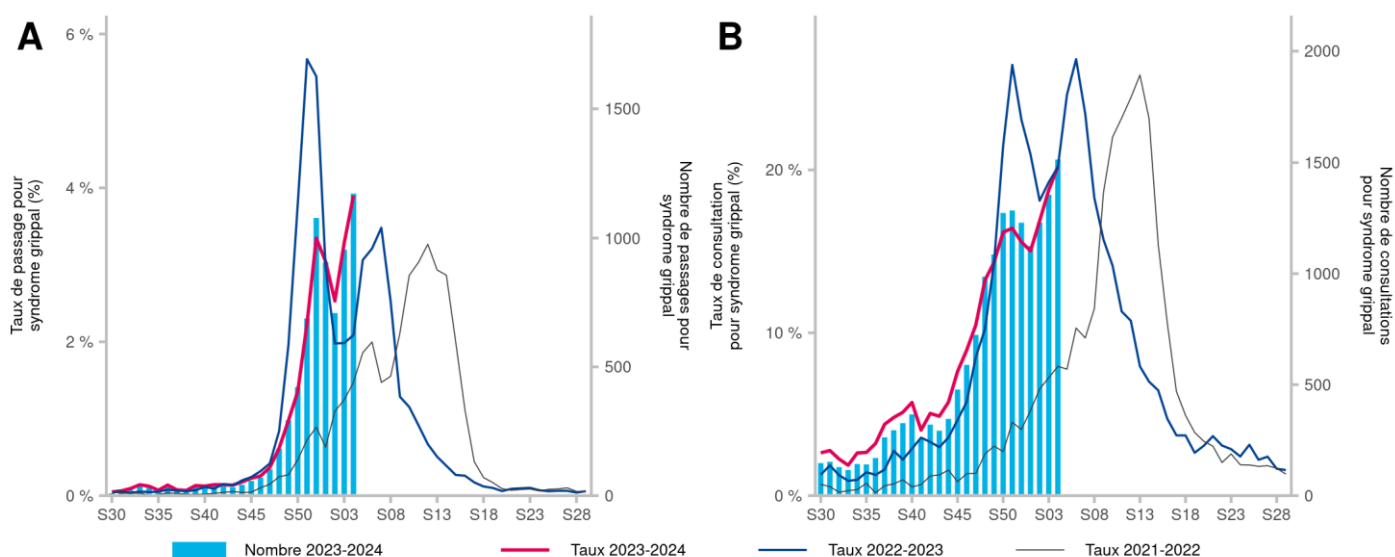 A
6 %
4 %
2 %
0 %
Taux de passage pour
syndrome grippal (%)
1500
1000
500
0
Nombre de passages pour
syndrome grippal
S30 S35 S40 S45 S50 S03 S08 S13 S18 S23 S28
B
20 %
10 %
0 %
Taux de consultation
pour syndrome grippal (%)
2000
1500
1000
500
0
Nombre de consultations
pour syndrome grippal
S30 S35 S40 S45 S50 S03 S08 S13 S18 S23 S28
Nombre 2023-2024 Taux 2023-2024 Taux 2022-2023 Taux 2021-2022